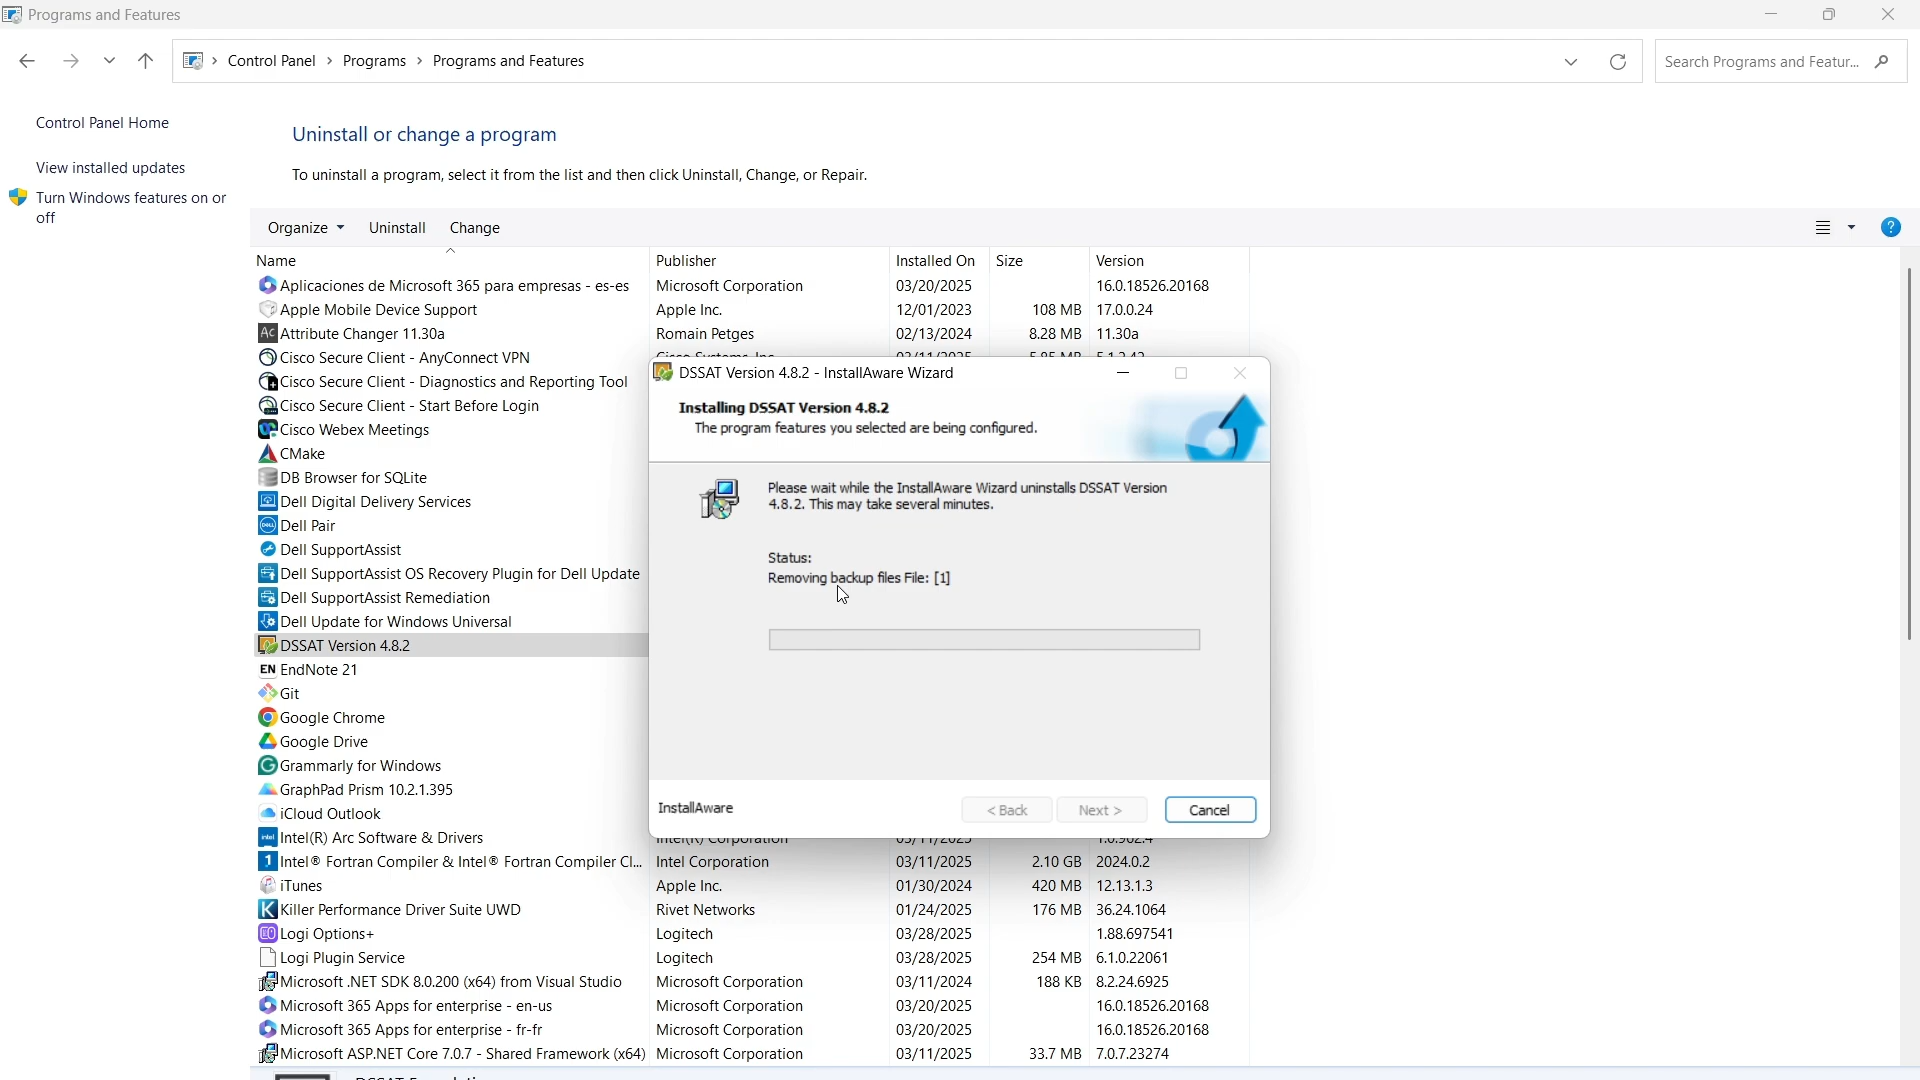 Programs and Features
Control Panel > Programs > Programs and Features
Search Programs and Featur...
Control Panel Home
View installed updates
Turn Windows features on or
off
Uninstall or change a program
To uninstall a program, select it from the list and then click Uninstall, Change, or Repair.
Organize Uninstall Change
Name Publisher Installed On Size Version
Aplicaciones de Microsoft 365 para empresas - es-es Microsoft Corporation 03/20/2025 16.0.18526.20168
Apple Mobile Device Support Apple Inc. 12/01/2023 108 MB 17.0.0.24
Attribute Changer 11.30a Romain Petges 02/13/2024 8.28 MB 11.30a
Cisco Secure Client - AnyConnect VPN
Cisco Secure Client - Diagnostics and Reporting Tool
Cisco Secure Client - Start Before Login
Cisco Webex Meetings
CMake
DB Browser for SQLite
Dell Digital Delivery Services
Dell Pair
Dell SupportAssist
Dell SupportAssist OS Recovery Plugin for Dell Update
Dell SupportAssist Remediation
Dell Update for Windows Universal
DSSAT Version 4.8.2
EN EndNote 21
Git
Google Chrome
Google Drive
Grammarly for Windows
GraphPad Prism 10.2.1.395
iCloud Outlook
Intel(R) Arc Software & Drivers
Intel® Fortran Compiler & Intel® Fortran Compiler Cl... Intel Corporation 03/11/2025 2.10 GB 2024.0.2
iTunes Apple Inc. 01/30/2024 420 MB 12.13.1.3
Killer Performance Driver Suite UWD Rivet Networks 01/24/2025 176 MB 36.24.1064
Logi Options+ Logitech 03/28/2025 1.88.697541
Logi Plugin Service Logitech 03/28/2025 254 MB 6.1.0.22061
Microsoft .NET SDK 8.0.200 (x64) from Visual Studio Microsoft Corporation 03/11/2024 188 KB 8.2.24.6925
Microsoft 365 Apps for enterprise - en-us Microsoft Corporation 03/20/2025 16.0.18526.20168
Microsoft 365 Apps for enterprise - fr-fr Microsoft Corporation 03/20/2025 16.0.18526.20168
Microsoft ASP.NET Core 7.0.7 - Shared Framework (x64) Microsoft Corporation 03/11/2025 33.7 MB 7.0.7.23274
DSSAT Version 4.8.2 - InstallAware Wizard
Installing DSSAT Version 4.8.2
The program features you selected are being configured.
Please wait while the InstallAware Wizard uninstalls DSSAT Version
4.8.2. This may take several minutes.
Status:
Removing backup files File: [1]
InstallAware
< Back Next > Cancel